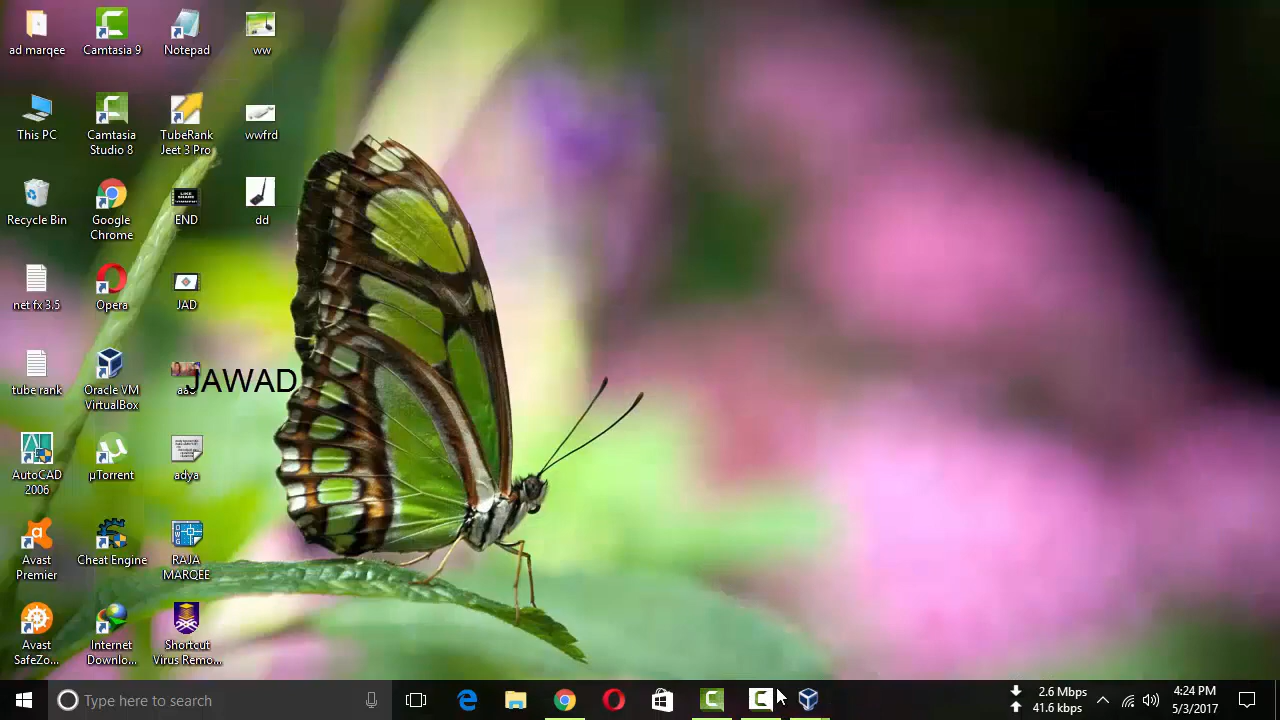 ad marqee
Camtasia 9
Notepad
ww
This PC
Camtasia
Studio 8
TubeRank
Jeet 3 Pro
wwfrd
Recycle Bin
Google
Chrome
LIKE
SHARE
END
dd
net fx 3.5
Opera
JAD
tube rank
Oracle VM
VirtualBox
JAWAD
AutoCAD
2006
µTorrent
adya
Avast
Premier
Cheat Engine
RAJA
MARQEE
Avast
SafeZo...
Internet
Downlo...
Shortcut
Virus Remo...
Type here to search
2.6 Mbps
41.6 kbps
4:24 PM
5/3/2017